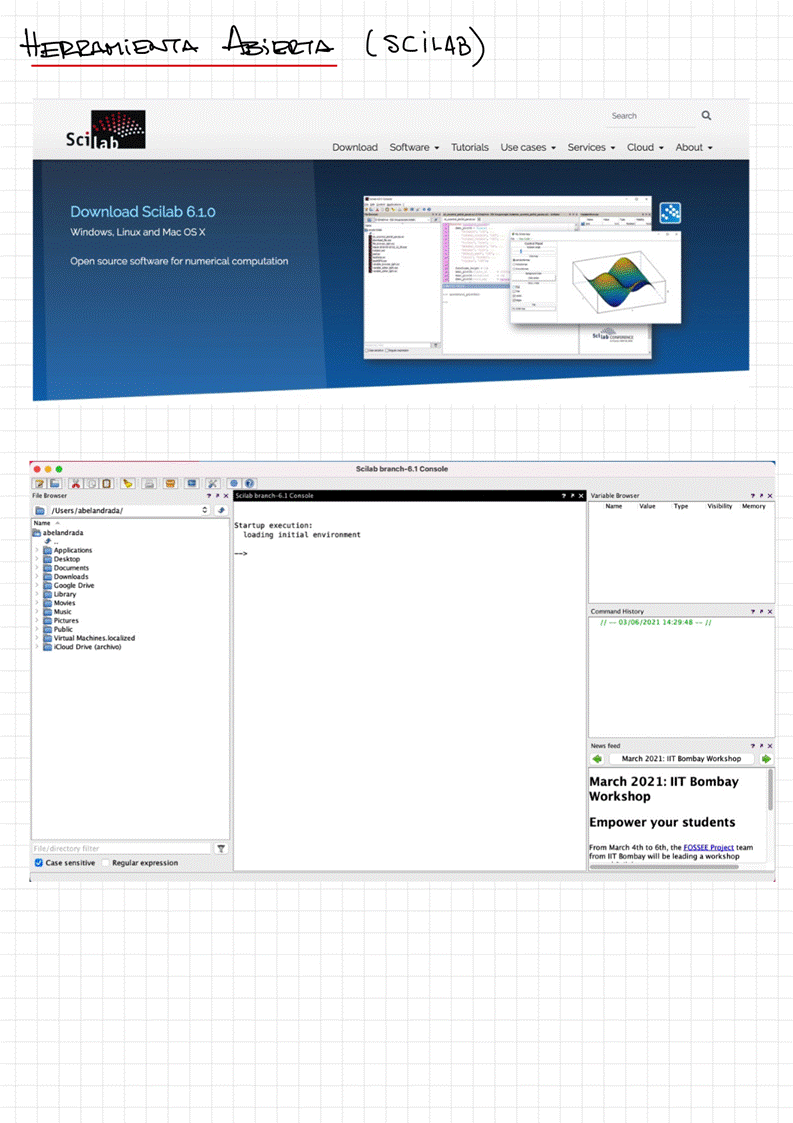 HERRAMIENTA ABIERTA (SCILAB)
Search
Scilab
Download Software Tutorials Use cases Services Cloud About
Download Scilab 6.1.0
Windows, Linux and Mac OS X
Open source software for numerical computation
Scilab CONFERENCE
Scilab branch-6.1 Console
File Browser
/Users/abelandrada/
Name
abelandrada
..
Applications
Desktop
Documents
Downloads
Google Drive
Library
Movies
Music
Pictures
Public
Virtual Machines.localized
iCloud Drive (archivo)
File/directory filter
Case sensitive Regular expression
Scilab branch-6.1 Console
Startup execution:
loading initial environment
-->
Variable Browser
Name Value Type Visibility Memory
Command History
// -- 03/06/2021 14:29:48 -- //
News feed
March 2021: IIT Bombay Workshop
March 2021: IIT Bombay
Workshop
Empower your students
From March 4th to 6th, the FOSSEE Project team
from IIT Bombay will be leading a workshop